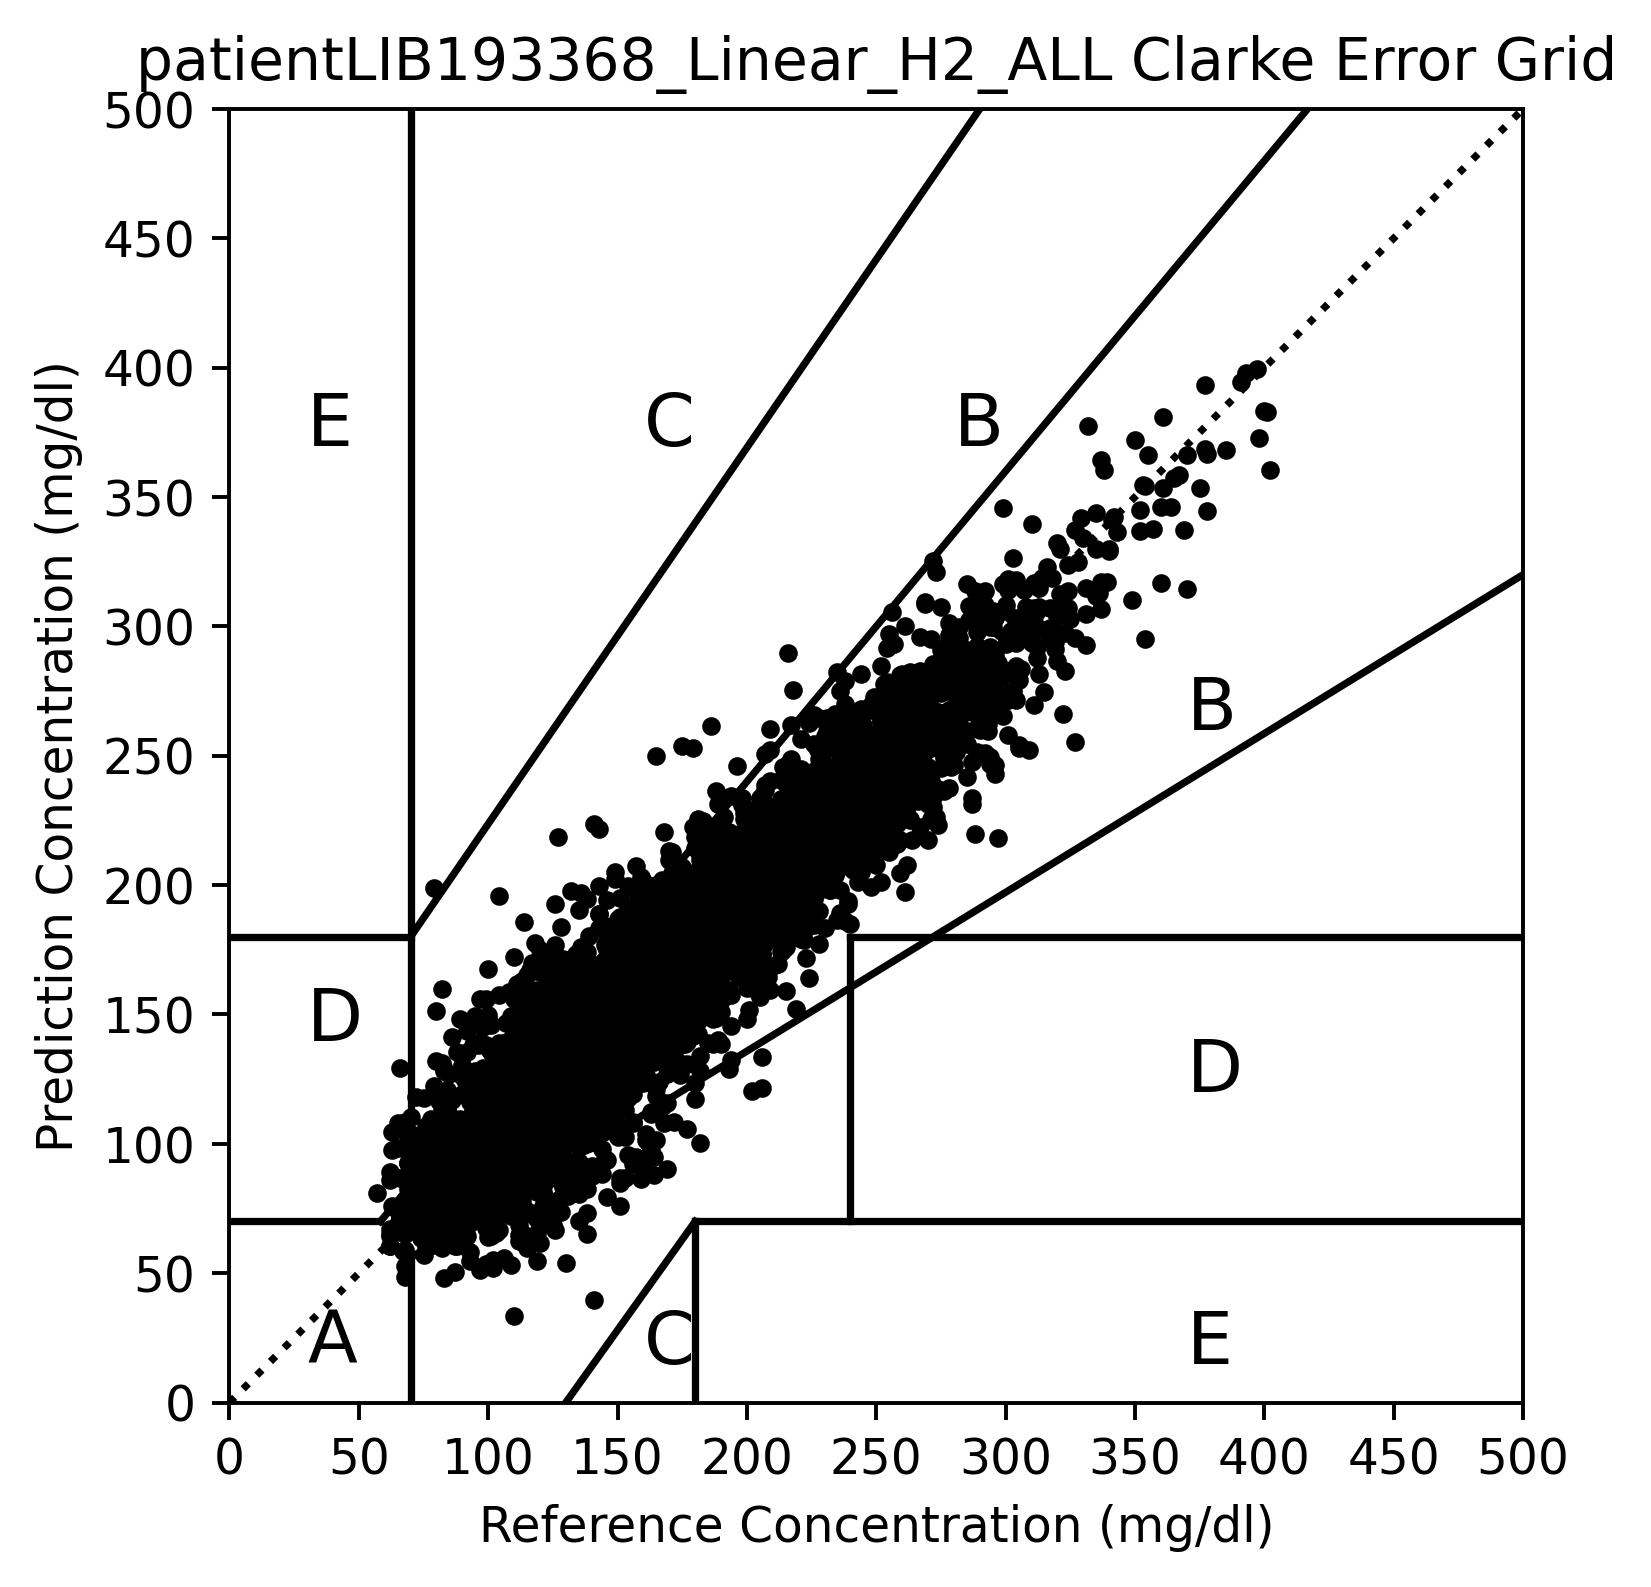 patientLIB193368_Linear_H2_ALL Clarke Error Grid
500
450
400
350
300
250
200
150
100
50
0
Prediction Concentration (mg/dl)
E
C
B
B
D
D
A
C
E
0 50 100 150 200 250 300 350 400 450 500
Reference Concentration (mg/dl)